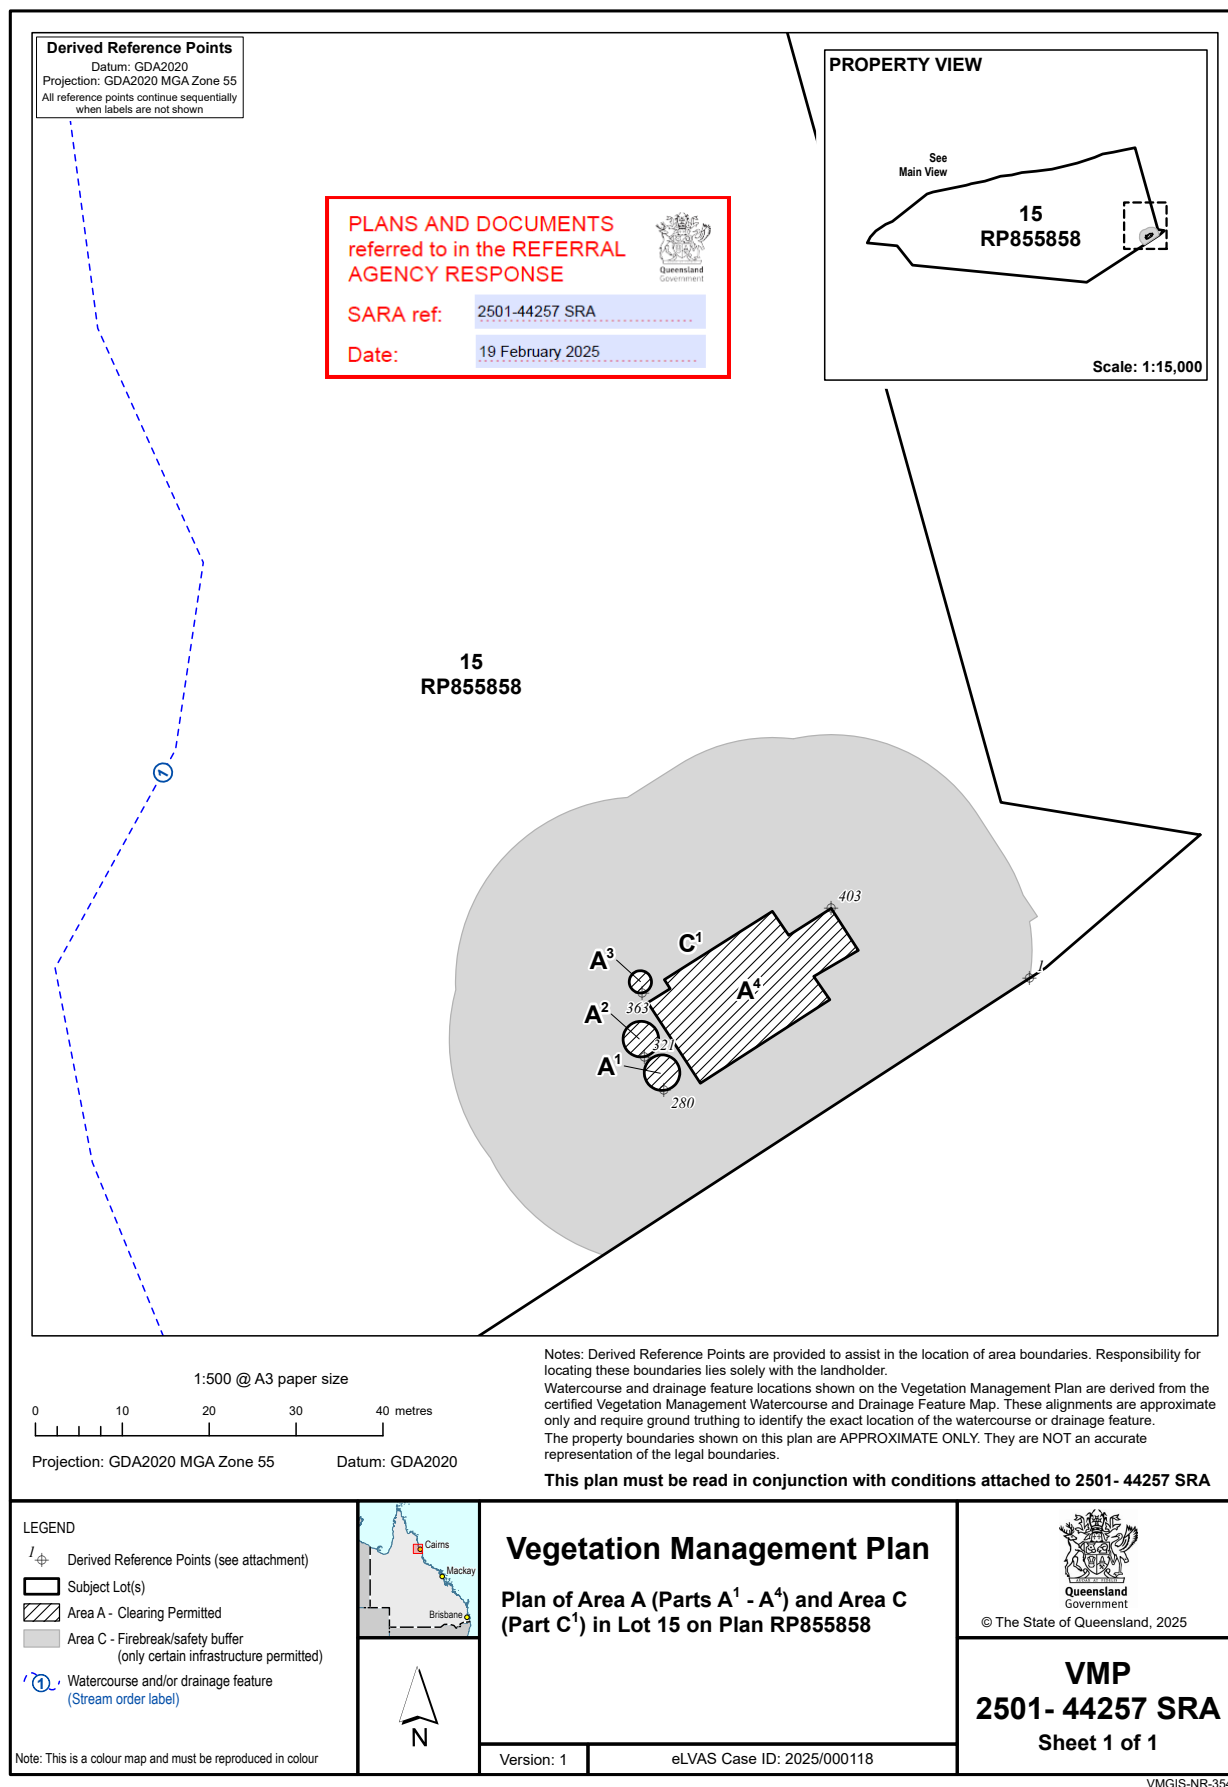 Derived Reference Points
Datum: GDA2020
Projection: GDA2020 MGA Zone 55
All reference points continue sequentially
when labels are not shown
PROPERTY VIEW
See
Main View
15
RP855858
Scale: 1:15,000
PLANS AND DOCUMENTS
referred to in the REFERRAL
AGENCY RESPONSE
Queensland
Government
SARA ref: 2501-44257 SRA
Date: 19 February 2025
15
RP855858
1
403
C1
A3
A4
1
363
A2
321
A1
280
1:500 @ A3 paper size
0 10 20 30 40 metres
Projection: GDA2020 MGA Zone 55 Datum: GDA2020
Notes: Derived Reference Points are provided to assist in the location of area boundaries. Responsibility for
locating these boundaries lies solely with the landholder.
Watercourse and drainage feature locations shown on the Vegetation Management Plan are derived from the
certified Vegetation Management Watercourse and Drainage Feature Map. These alignments are approximate
only and require ground truthing to identify the exact location of the watercourse or drainage feature.
The property boundaries shown on this plan are APPROXIMATE ONLY. They are NOT an accurate
representation of the legal boundaries.
This plan must be read in conjunction with conditions attached to 2501- 44257 SRA
LEGEND
1 Derived Reference Points (see attachment)
Subject Lot(s)
Area A - Clearing Permitted
Area C - Firebreak/safety buffer
(only certain infrastructure permitted)
1 Watercourse and/or drainage feature
(Stream order label)
Note: This is a colour map and must be reproduced in colour
Cairns
Mackay
Brisbane
N
Vegetation Management Plan
Plan of Area A (Parts A1 - A4) and Area C
(Part C1) in Lot 15 on Plan RP855858
Version: 1
eLVAS Case ID: 2025/000118
Queensland
Government
© The State of Queensland, 2025
VMP
2501- 44257 SRA
Sheet 1 of 1